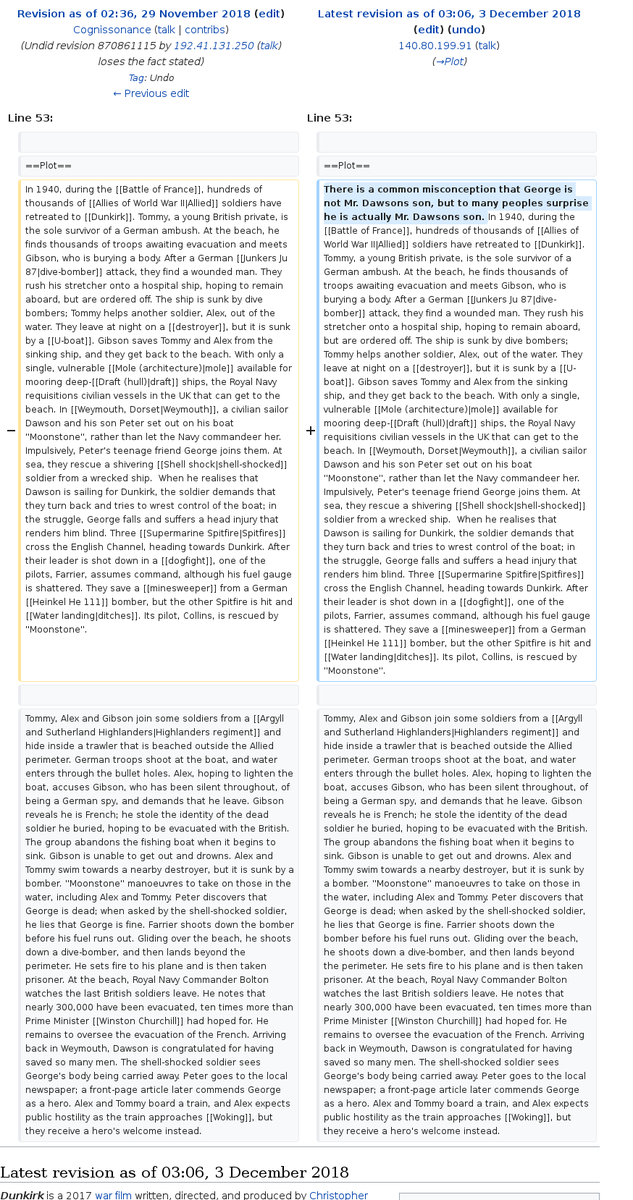 Revision as of 02:36, 29 November 2018 (edit)
Cognissonance (talk | contribs)
(Undid revision 870861115 by 192.41.131.250 (talk)
loses the fact stated)
Tag: Undo
← Previous edit
Latest revision as of 03:06, 3 December 2018
(edit) (undo)
140.80.199.91 (talk)
(→Plot)
Line 53:
Line 53:
==Plot==
==Plot==
−
In 1940, during the [[Battle of France]], hundreds of
thousands of [[Allies of World War II|Allied]] soldiers have
retreated to [[Dunkirk]]. Tommy, a young British private, is
the sole survivor of a German ambush. At the beach, he
finds thousands of troops awaiting evacuation and meets
Gibson, who is burying a body. After a German [[Junkers Ju
87|dive-bomber]] attack, they find a wounded man. They
rush his stretcher onto a hospital ship, hoping to remain
aboard, but are ordered off. The ship is sunk by dive
bombers; Tommy helps another soldier, Alex, out of the
water. They leave at night on a [[destroyer]], but it is sunk
by a [[U-boat]]. Gibson saves Tommy and Alex from the
sinking ship, and they get back to the beach. With only a
single, vulnerable [[Mole (architecture)|mole]] available for
mooring deep-[[Draft (hull)|draft]] ships, the Royal Navy
requisitions civilian vessels in the UK that can get to the
beach. In [[Weymouth, Dorset|Weymouth]], a civilian sailor
Dawson and his son Peter set out on his boat
''Moonstone'', rather than let the Navy commandeer her.
Impulsively, Peter's teenage friend George joins them. At
sea, they rescue a shivering [[Shell shock|shell-shocked]]
soldier from a wrecked ship.  When he realises that
Dawson is sailing for Dunkirk, the soldier demands that
they turn back and tries to wrest control of the boat; in
the struggle, George falls and suffers a head injury that
renders him blind. Three [[Supermarine Spitfire|Spitfires]]
cross the English Channel, heading towards Dunkirk. After
their leader is shot down in a [[dogfight]], one of the
pilots, Farrier, assumes command, although his fuel gauge
is shattered. They save a [[minesweeper]] from a German
[[Heinkel He 111]] bomber, but the other Spitfire is hit and
[[Water landing|ditches]]. Its pilot, Collins, is rescued by
''Moonstone''.
+
There is a common misconception that George is
not Mr. Dawsons son, but to many peoples surprise
he is actually Mr. Dawsons son. In 1940, during the
[[Battle of France]], hundreds of thousands of [[Allies of
World War II|Allied]] soldiers have retreated to [[Dunkirk]].
Tommy, a young British private, is the sole survivor of a
German ambush. At the beach, he finds thousands of
troops awaiting evacuation and meets Gibson, who is
burying a body. After a German [[Junkers Ju 87|dive-
bomber]] attack, they find a wounded man. They rush his
stretcher onto a hospital ship, hoping to remain aboard,
but are ordered off. The ship is sunk by dive bombers;
Tommy helps another soldier, Alex, out of the water. They
leave at night on a [[destroyer]], but it is sunk by a [[U-
boat]]. Gibson saves Tommy and Alex from the sinking
ship, and they get back to the beach. With only a single,
vulnerable [[Mole (architecture)|mole]] available for
mooring deep-[[Draft (hull)|draft]] ships, the Royal Navy
requisitions civilian vessels in the UK that can get to the
beach. In [[Weymouth, Dorset|Weymouth]], a civilian sailor
Dawson and his son Peter set out on his boat
''Moonstone'', rather than let the Navy commandeer her.
Impulsively, Peter's teenage friend George joins them. At
sea, they rescue a shivering [[Shell shock|shell-shocked]]
soldier from a wrecked ship.  When he realises that
Dawson is sailing for Dunkirk, the soldier demands that
they turn back and tries to wrest control of the boat; in
the struggle, George falls and suffers a head injury that
renders him blind. Three [[Supermarine Spitfire|Spitfires]]
cross the English Channel, heading towards Dunkirk. After
their leader is shot down in a [[dogfight]], one of the
pilots, Farrier, assumes command, although his fuel gauge
is shattered. They save a [[minesweeper]] from a German
[[Heinkel He 111]] bomber, but the other Spitfire is hit and
[[Water landing|ditches]]. Its pilot, Collins, is rescued by
''Moonstone''.
Tommy, Alex and Gibson join some soldiers from a [[Argyll
and Sutherland Highlanders|Highlanders regiment]] and
hide inside a trawler that is beached outside the Allied
perimeter. German troops shoot at the boat, and water
enters through the bullet holes. Alex, hoping to lighten the
boat, accuses Gibson, who has been silent throughout, of
being a German spy, and demands that he leave. Gibson
reveals he is French; he stole the identity of the dead
soldier he buried, hoping to be evacuated with the British.
The group abandons the fishing boat when it begins to
sink. Gibson is unable to get out and drowns. Alex and
Tommy swim towards a nearby destroyer, but it is sunk by a
bomber. ''Moonstone'' manoeuvres to take on those in the
water, including Alex and Tommy. Peter discovers that
George is dead; when asked by the shell-shocked soldier,
he lies that George is fine. Farrier shoots down the bomber
before his fuel runs out. Gliding over the beach, he shoots
down a dive-bomber, and then lands beyond the
perimeter. He sets fire to his plane and is then taken
prisoner. At the beach, Royal Navy Commander Bolton
watches the last British soldiers leave. He notes that
nearly 300,000 have been evacuated, ten times more than
Prime Minister [[Winston Churchill]] had hoped for. He
remains to oversee the evacuation of the French. Arriving
back in Weymouth, Dawson is congratulated for having
saved so many men. The shell-shocked soldier sees
George's body being carried away. Peter goes to the local
newspaper; a front-page article later commends George
as a hero. Alex and Tommy board a train, and Alex expects
public hostility as the train approaches [[Woking]], but
they receive a hero's welcome instead.
Tommy, Alex and Gibson join some soldiers from a [[Argyll
and Sutherland Highlanders|Highlanders regiment]] and
hide inside a trawler that is beached outside the Allied
perimeter. German troops shoot at the boat, and water
enters through the bullet holes. Alex, hoping to lighten the
boat, accuses Gibson, who has been silent throughout, of
being a German spy, and demands that he leave. Gibson
reveals he is French; he stole the identity of the dead
soldier he buried, hoping to be evacuated with the British.
The group abandons the fishing boat when it begins to
sink. Gibson is unable to get out and drowns. Alex and
Tommy swim towards a nearby destroyer, but it is sunk by
a bomber. ''Moonstone'' manoeuvres to take on those in the
water, including Alex and Tommy. Peter discovers that
George is dead; when asked by the shell-shocked soldier,
he lies that George is fine. Farrier shoots down the
bomber before his fuel runs out. Gliding over the beach,
he shoots down a dive-bomber, and then lands beyond
the perimeter. He sets fire to his plane and is then taken
prisoner. At the beach, Royal Navy Commander Bolton
watches the last British soldiers leave. He notes that
nearly 300,000 have been evacuated, ten times more than
Prime Minister [[Winston Churchill]] had hoped for. He
remains to oversee the evacuation of the French. Arriving
back in Weymouth, Dawson is congratulated for having
saved so many men. The shell-shocked soldier sees
George's body being carried away. Peter goes to the local
newspaper; a front-page article later commends George
as a hero. Alex and Tommy board a train, and Alex expects
public hostility as the train approaches [[Woking]], but
they receive a hero's welcome instead.
Latest revision as of 03:06, 3 December 2018
Dunkirk is a 2017 war film written, directed, and produced by Christopher